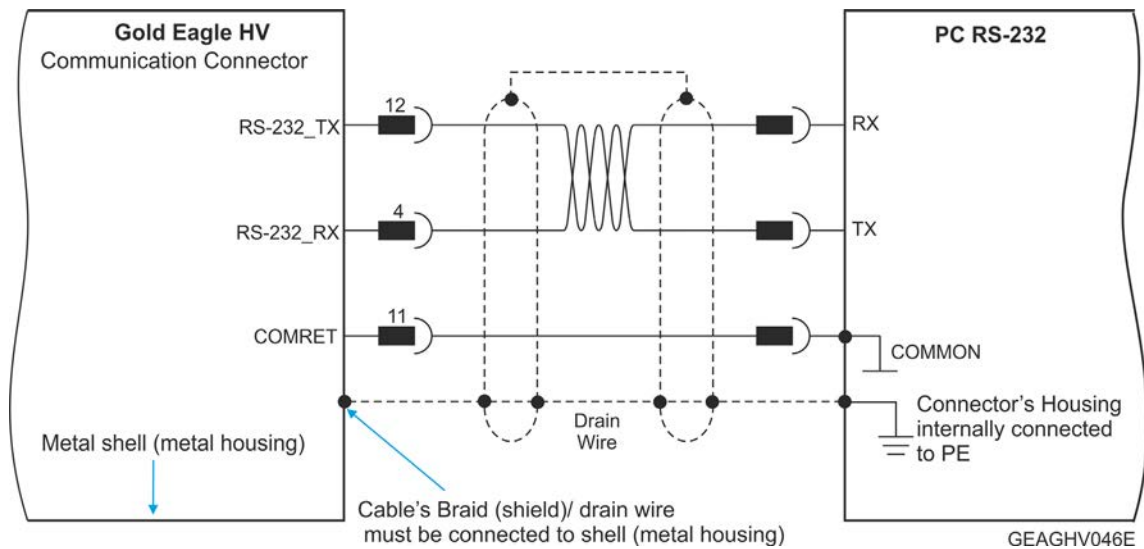 Gold Eagle HV
Communication Connector
PC RS-232
RS-232_TX
12
RX
RS-232_RX
4
TX
COMRET
11
COMMON
Drain
Wire
Connector's Housing
internally connected
to PE
Metal shell (metal housing)
Cable's Braid (shield)/ drain wire
must be connected to shell (metal housing)
GEAGHV046E